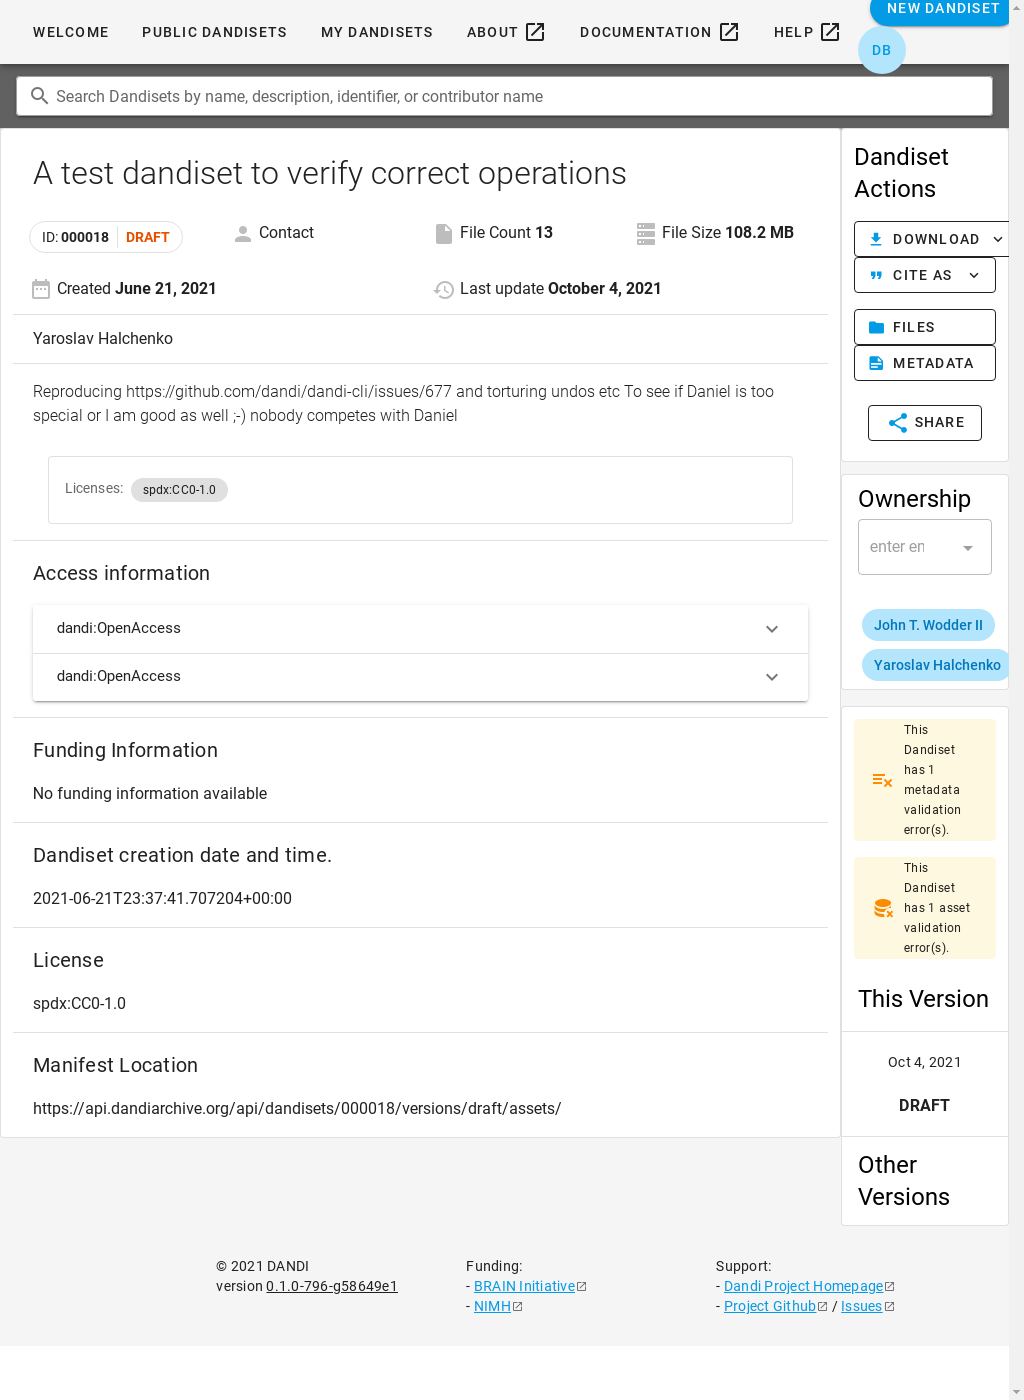 WELCOME PUBLIC DANDISETS MY DANDISETS ABOUT DOCUMENTATION HELP NEW DANDISET
DB
Search Dandisets by name, description, identifier, or contributor name
A test dandiset to verify correct operations
ID: 000018 DRAFT Contact File Count 13 File Size 108.2 MB
Created June 21, 2021 Last update October 4, 2021
Yaroslav Halchenko
Reproducing https://github.com/dandi/dandi-cli/issues/677 and torturing undos etc To see if Daniel is too
special or I am good as well ;-) nobody competes with Daniel
Licenses: spdx:CC0-1.0
Access information
dandi:OpenAccess
dandi:OpenAccess
Funding Information
No funding information available
Dandiset creation date and time.
2021-06-21T23:37:41.707204+00:00
License
spdx:CC0-1.0
Manifest Location
https://api.dandiarchive.org/api/dandisets/000018/versions/draft/assets/
Dandiset
Actions
DOWNLOAD
CITE AS
FILES
METADATA
SHARE
Ownership
enter en
John T. Wodder II
Yaroslav Halchenko
This
Dandiset
has 1
metadata
validation
error(s).
This
Dandiset
has 1 asset
validation
error(s).
This Version
Oct 4, 2021
DRAFT
Other
Versions
© 2021 DANDI
version 0.1.0-796-g58649e1
Funding:
- BRAIN Initiative
- NIMH
Support:
- Dandi Project Homepage
- Project Github / Issues